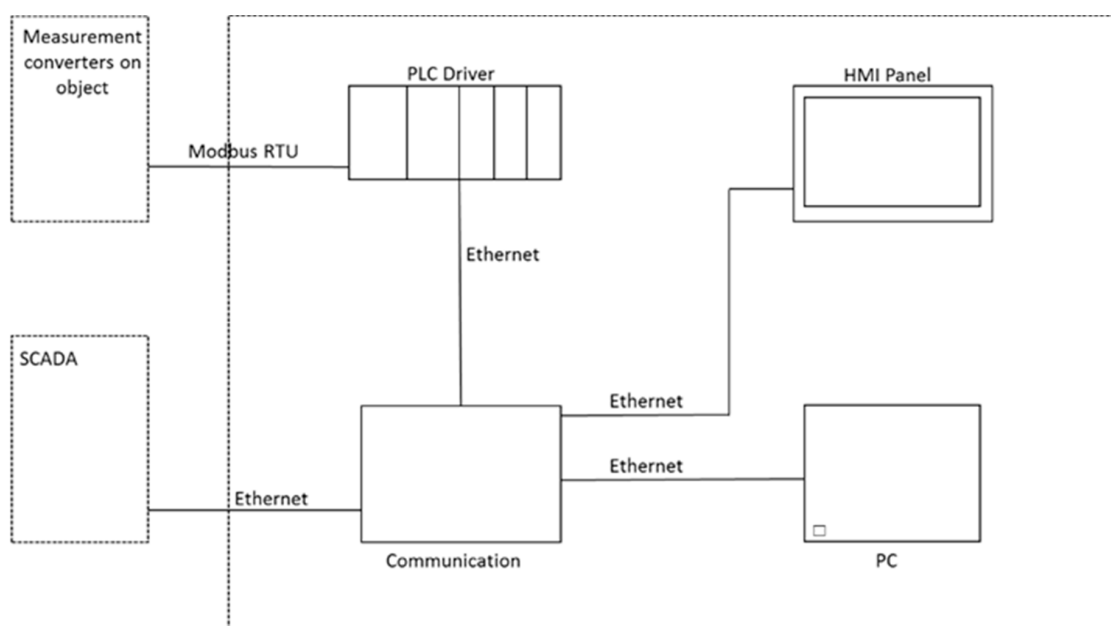 Measurement
converters on
object
PLC Driver
HMI Panel
Modbus RTU
Ethernet
SCADA
Ethernet
Ethernet
Ethernet
Communication
PC